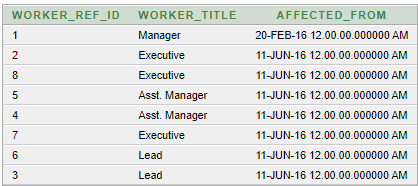 WORKER_REF_ID WORKER_TITLE AFFECTED_FROM
1 Manager 20-FEB-16 12.00.00.000000 AM
2 Executive 11-JUN-16 12.00.00.000000 AM
8 Executive 11-JUN-16 12.00.00.000000 AM
5 Asst. Manager 11-JUN-16 12.00.00.000000 AM
4 Asst. Manager 11-JUN-16 12.00.00.000000 AM
7 Executive 11-JUN-16 12.00.00.000000 AM
6 Lead 11-JUN-16 12.00.00.000000 AM
3 Lead 11-JUN-16 12.00.00.000000 AM